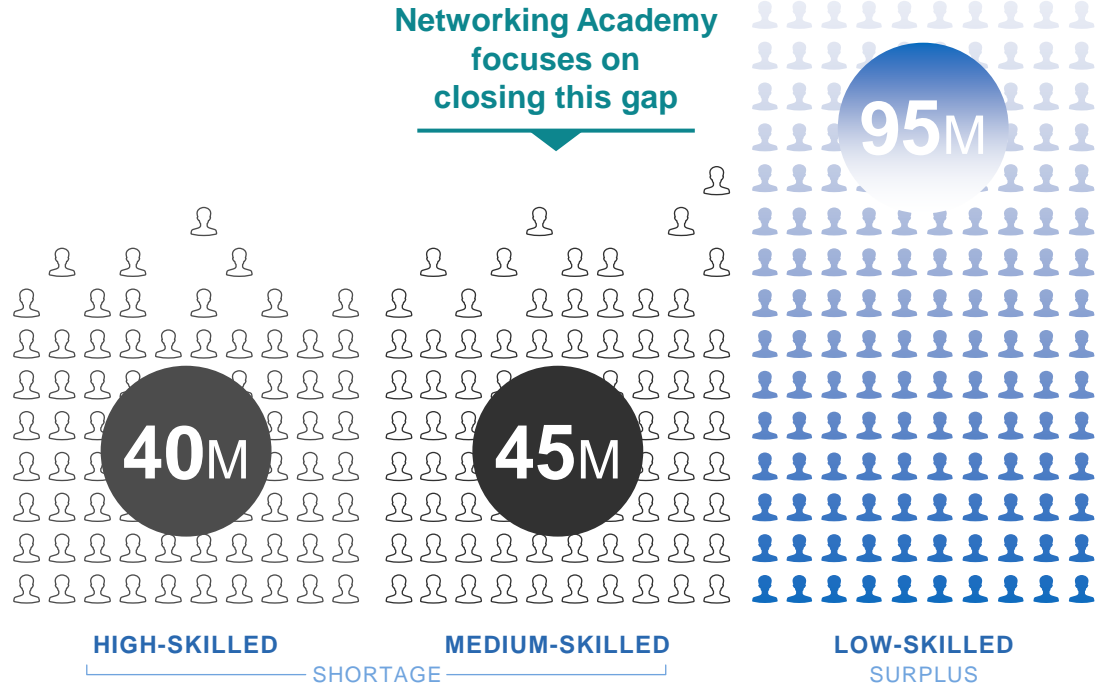 Networking Academy
focuses on
closing this gap
95M
40M
45M
HIGH-SKILLED
MEDIUM-SKILLED
LOW-SKILLED
SHORTAGE
SURPLUS